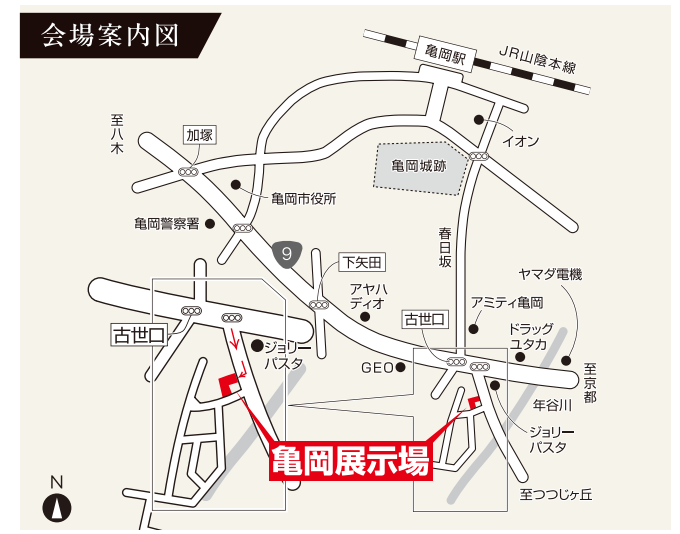 会場案内図
亀岡駅
JR山陰本線
至八木
加塚
イオン
亀岡城跡
亀岡市役所
亀岡警察署
春日坂
9
下矢田
ヤマダ電機
アヤハ
ディオ
アミティ亀岡
古世口
古世口
ドラッグ
ユタカ
ジョリー
パスタ
GEO
至京都
年谷川
ジョリー
パスタ
亀岡展示場
至つつじヶ丘
N